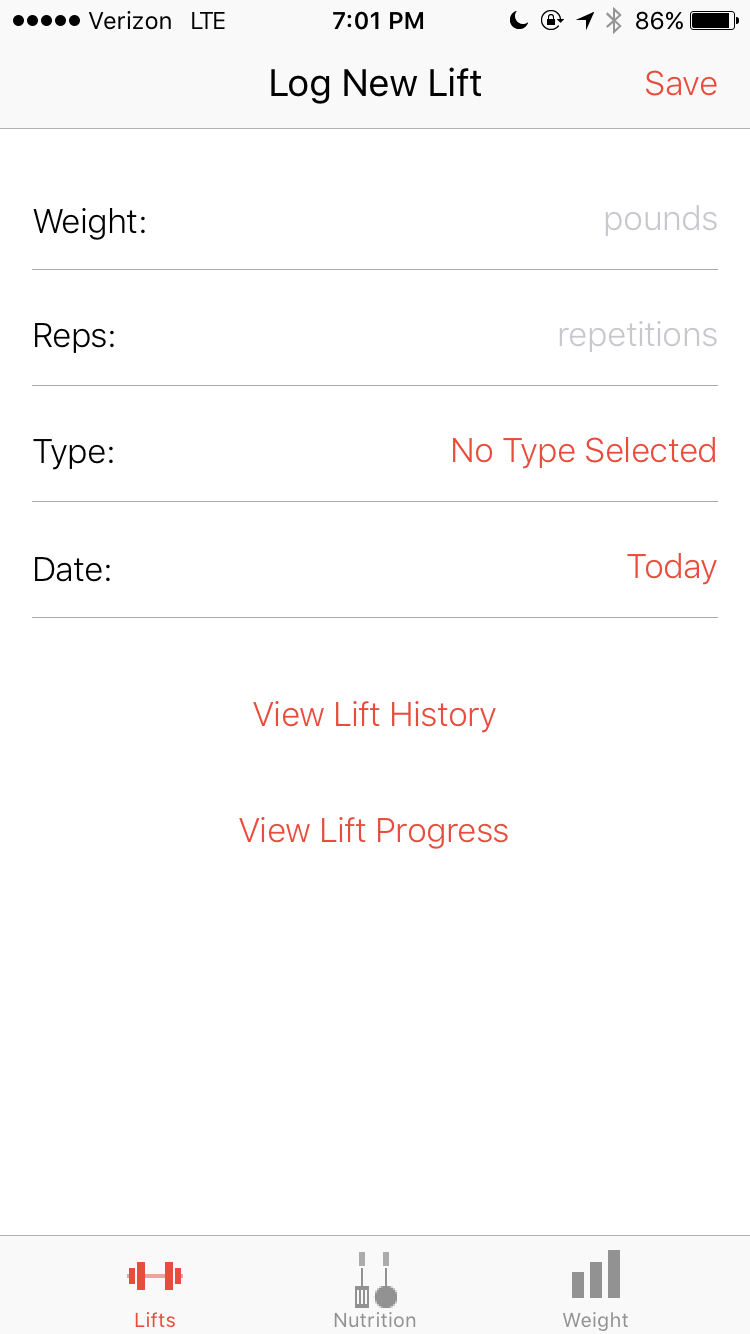 Verizon LTE 7:01 PM 86%
Log New Lift Save
Weight: pounds
Reps: repetitions
Type: No Type Selected
Date: Today
View Lift History
View Lift Progress
Lifts Nutrition Weight